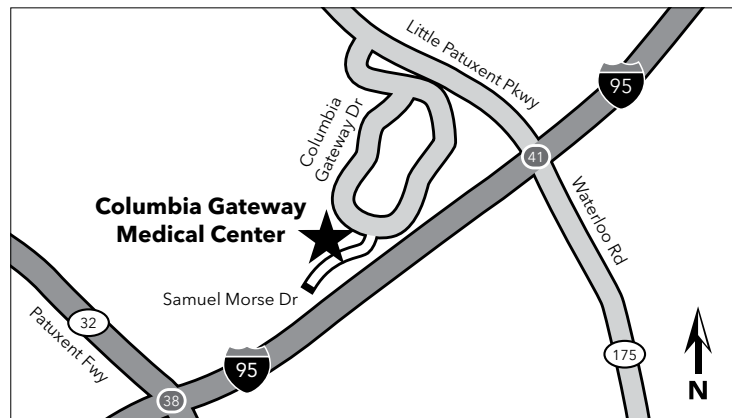 Little Patuxent Pkwy
95
Columbia
Gateway Dr
41
Waterloo Rd
Columbia Gateway
Medical Center
Samuel Morse Dr
32
Patuxent Fwy
175
95
38
N